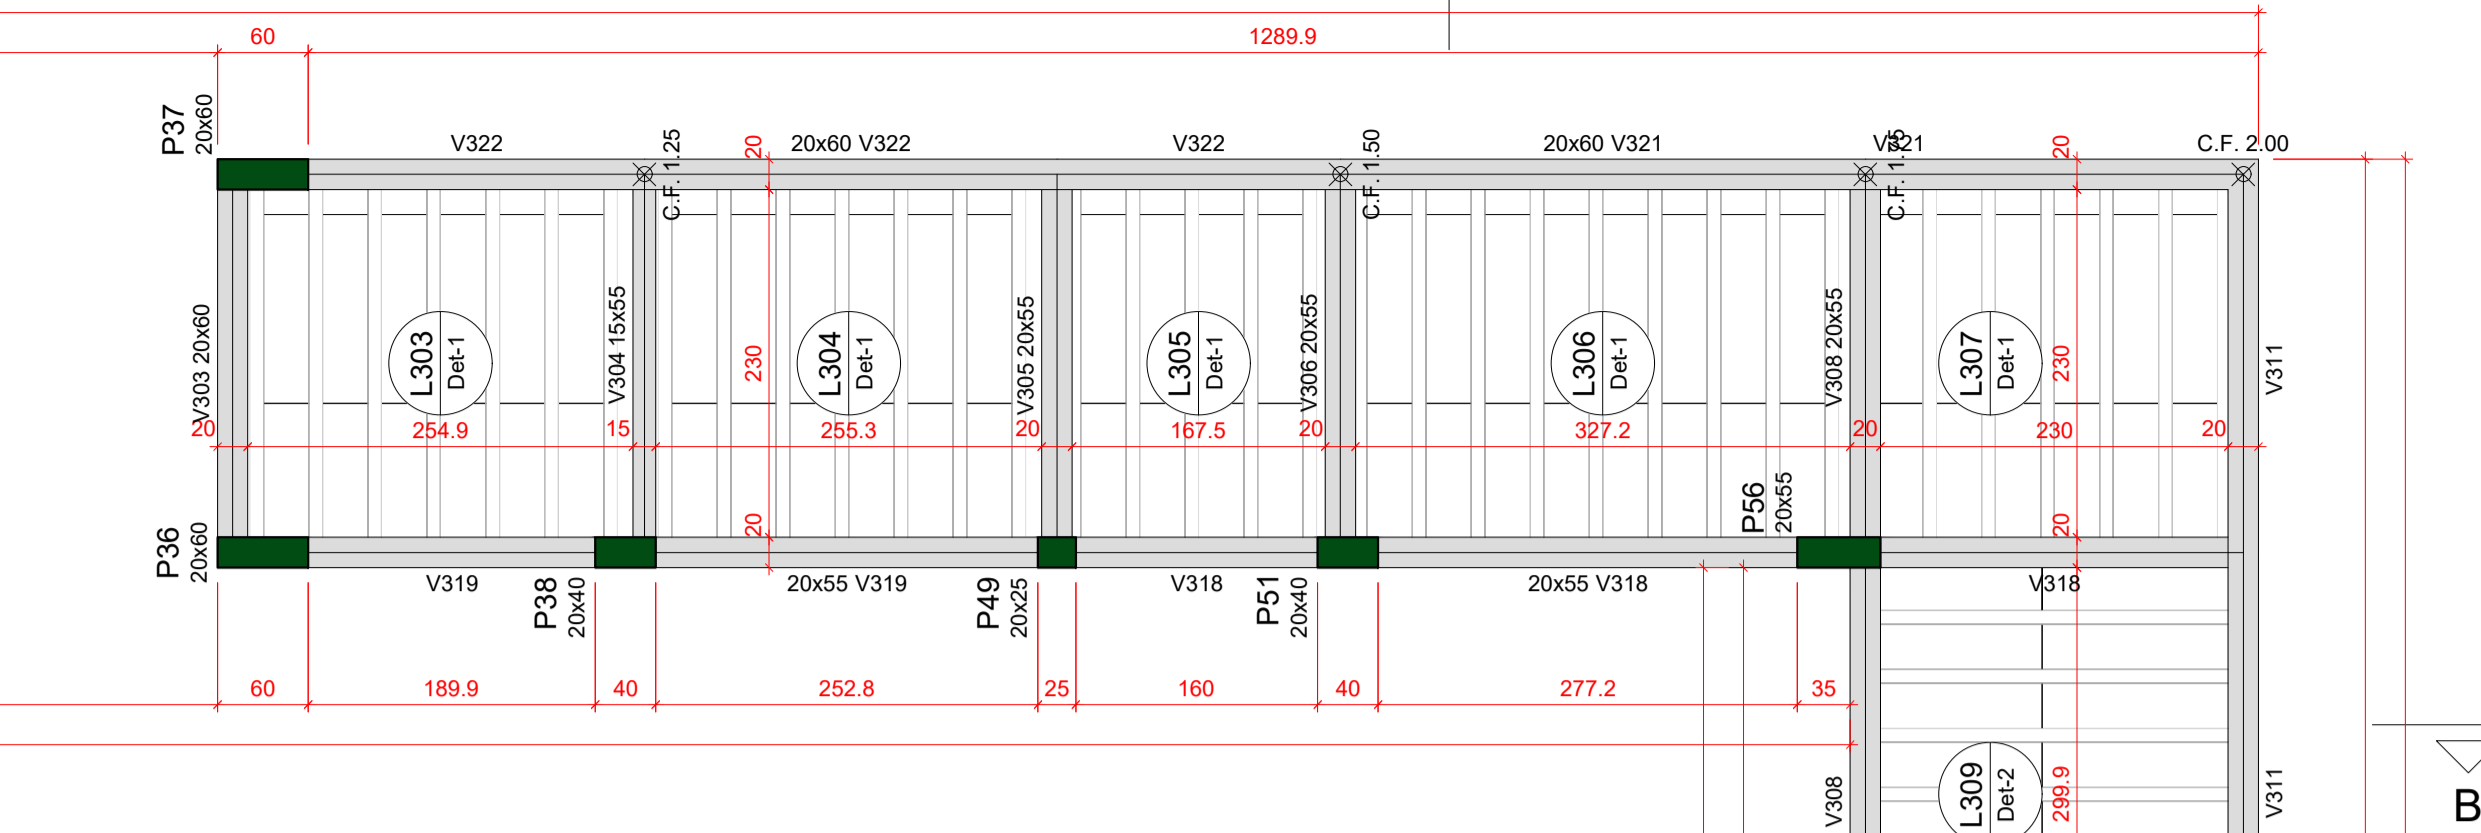 60
1289.9
P37
20x60
V322
C.F. 1.25
20
20x60 V322
V322
C.F. 1.50
20x60 V321
V321
C.F. 1.75
20
C.F. 2.00
V303 20x60
L303
Det-1
V304 15x55
230
L304
Det-1
V305 20x55
L305
Det-1
V306 20x55
L306
Det-1
V308 20x55
L307
Det-1
230
V311
20
254.9
15
255.3
20
167.5
20
327.2
20
230
20
P36
20x60
20
P56
20x55
20
V319
P38
20x40
20x55 V319
P49
20x25
V318
P51
20x40
20x55 V318
V318
60
189.9
40
252.8
25
160
40
277.2
35
V308
L309
Det-2
299.9
V311
B